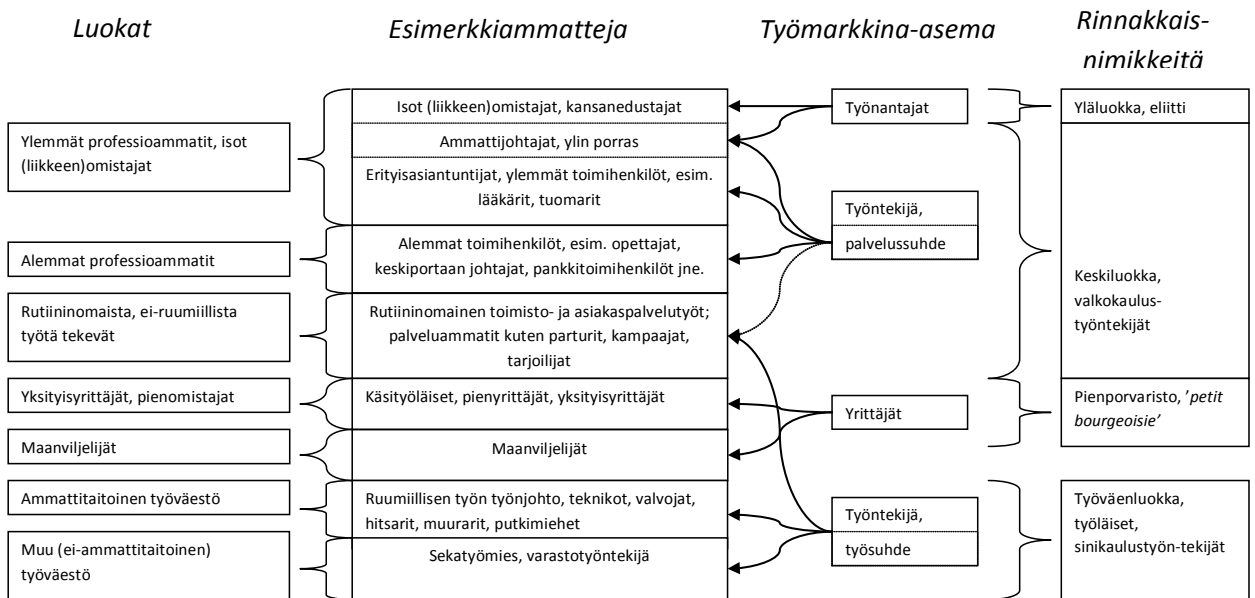 Luokat
Esimerkkiammatteja
Työmarkkina-asema
Rinnakkais-
nimikkeitä
Ylemmät professioammatit, isot
(liikkeen)omistajat
Alemmat professioammatit
Rutiininomaista, ei-ruumiillista
työtä tekevät
Yksityisyrittäjät, pienomistajat
Maanviljelijät
Ammattitaitoinen työväestö
Muu (ei-ammattitaitoinen)
työväestö
Isot (liikkeen)omistajat, kansanedustajat
Ammattijohtajat, ylin porras
Erityisasiantuntijat, ylemmät toimihenkilöt, esim.
lääkärit, tuomarit
Alemmat toimihenkilöt, esim. opettajat,
keskiportaan johtajat, pankkitoimihenkilöt jne.
Rutiininomainen toimisto- ja asiakaspalvelutyöt;
palveluammatit kuten parturit, kampaajat,
tarjoilijat
Käsityöläiset, pienyrittäjät, yksityisyrittäjät
Maanviljelijät
Ruumiillisen työn työnjohto, teknikot, valvojat,
hitsarit, muurarit, putkimiehet
Sekatyömies, varastotyöntekijä
Työnantajat
Työntekijä,
palvelussuhde
Yrittäjät
Työntekijä,
työsuhde
Yläluokka, eliitti
Keskiluokka,
valkokaulus-
työntekijät
Pienporvaristo, ’petit
bourgeoisie’
Työväenluokka,
työläiset,
sinikaulustyön-tekijät